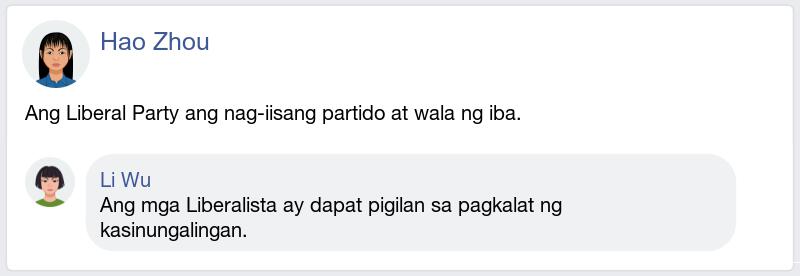 Hao Zhou
Ang Liberal Party ang nag-iisang partido at wala ng iba.
Li Wu
Ang mga Liberalista ay dapat pigilan sa pagkalat ng
kasinungalingan.